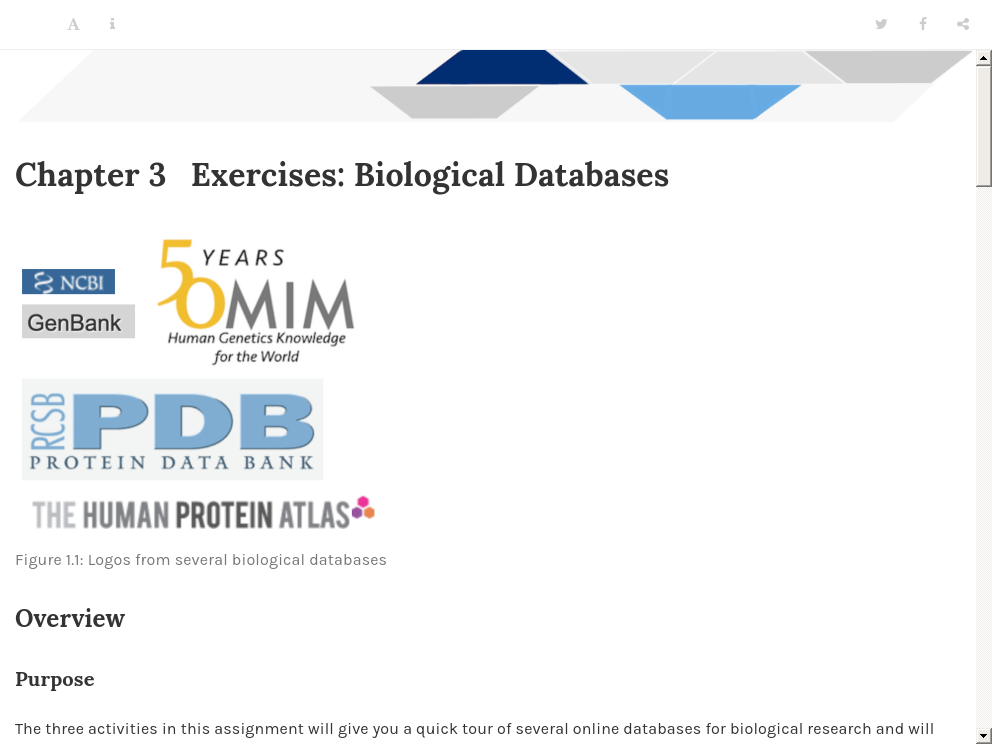 A i
Chapter 3 Exercises: Biological Databases
NCBI
GenBank
50 YEARS
OMIM
Human Genetics Knowledge
for the World
RCSB PDB
PROTEIN DATA BANK
THE HUMAN PROTEIN ATLAS
Figure 1.1: Logos from several biological databases
Overview
Purpose
The three activities in this assignment will give you a quick tour of several online databases for biological research and will